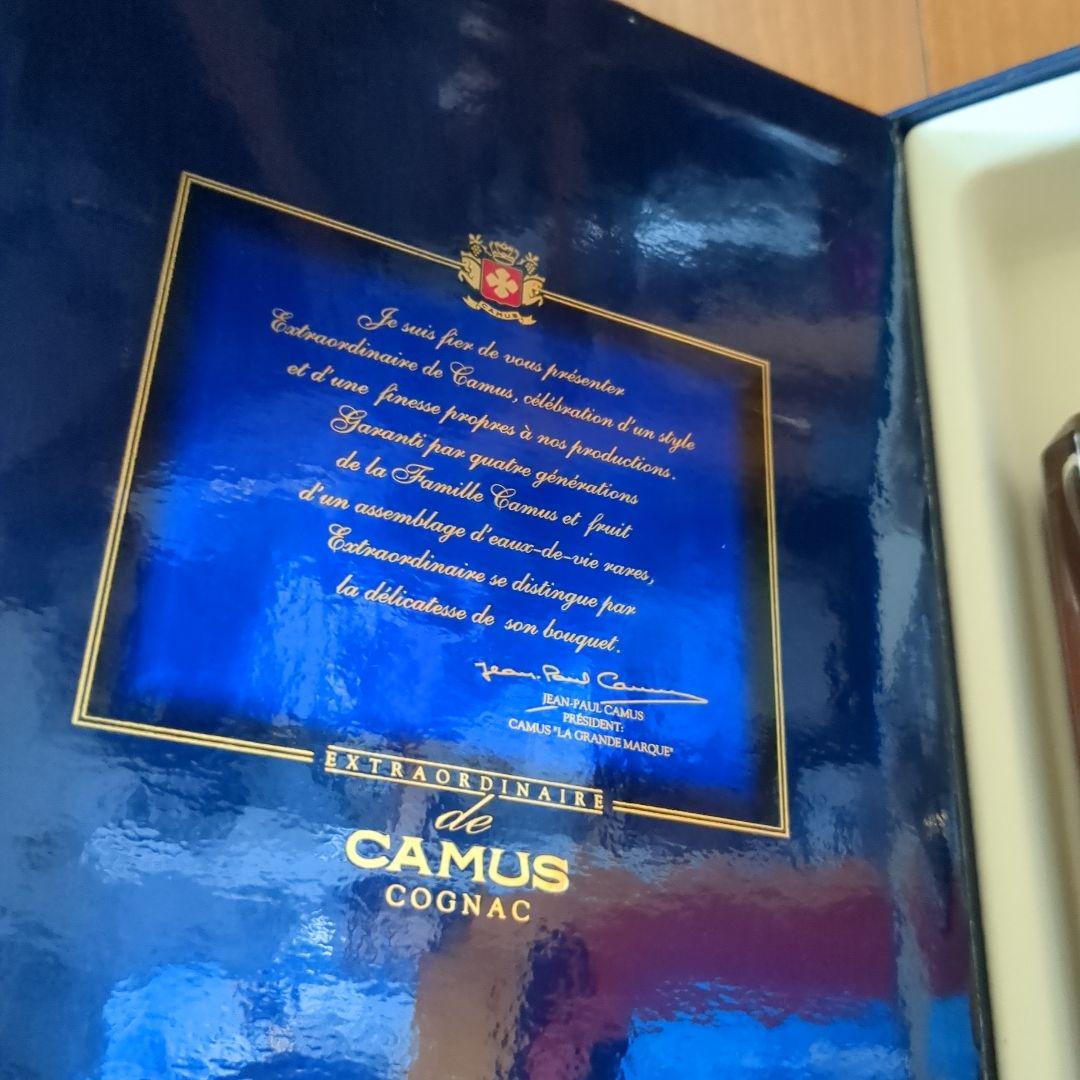 CAMUS
Je suis fier de vous présenter
Extraordinaire de Camus, célébration d'un style
et d'une finesse propres à nos productions.
Garanti par quatre générations
de la Famille Camus et fruit
d'un assemblage d'eaux-de-vie rares,
Extraordinaire se distingue par
la délicatesse de son bouquet.
Jean-Paul Camus
JEAN-PAUL CAMUS
PRÉSIDENT:
CAMUS "LA GRANDE MARQUE"
EXTRAORDINAIRE
de
CAMUS
COGNAC